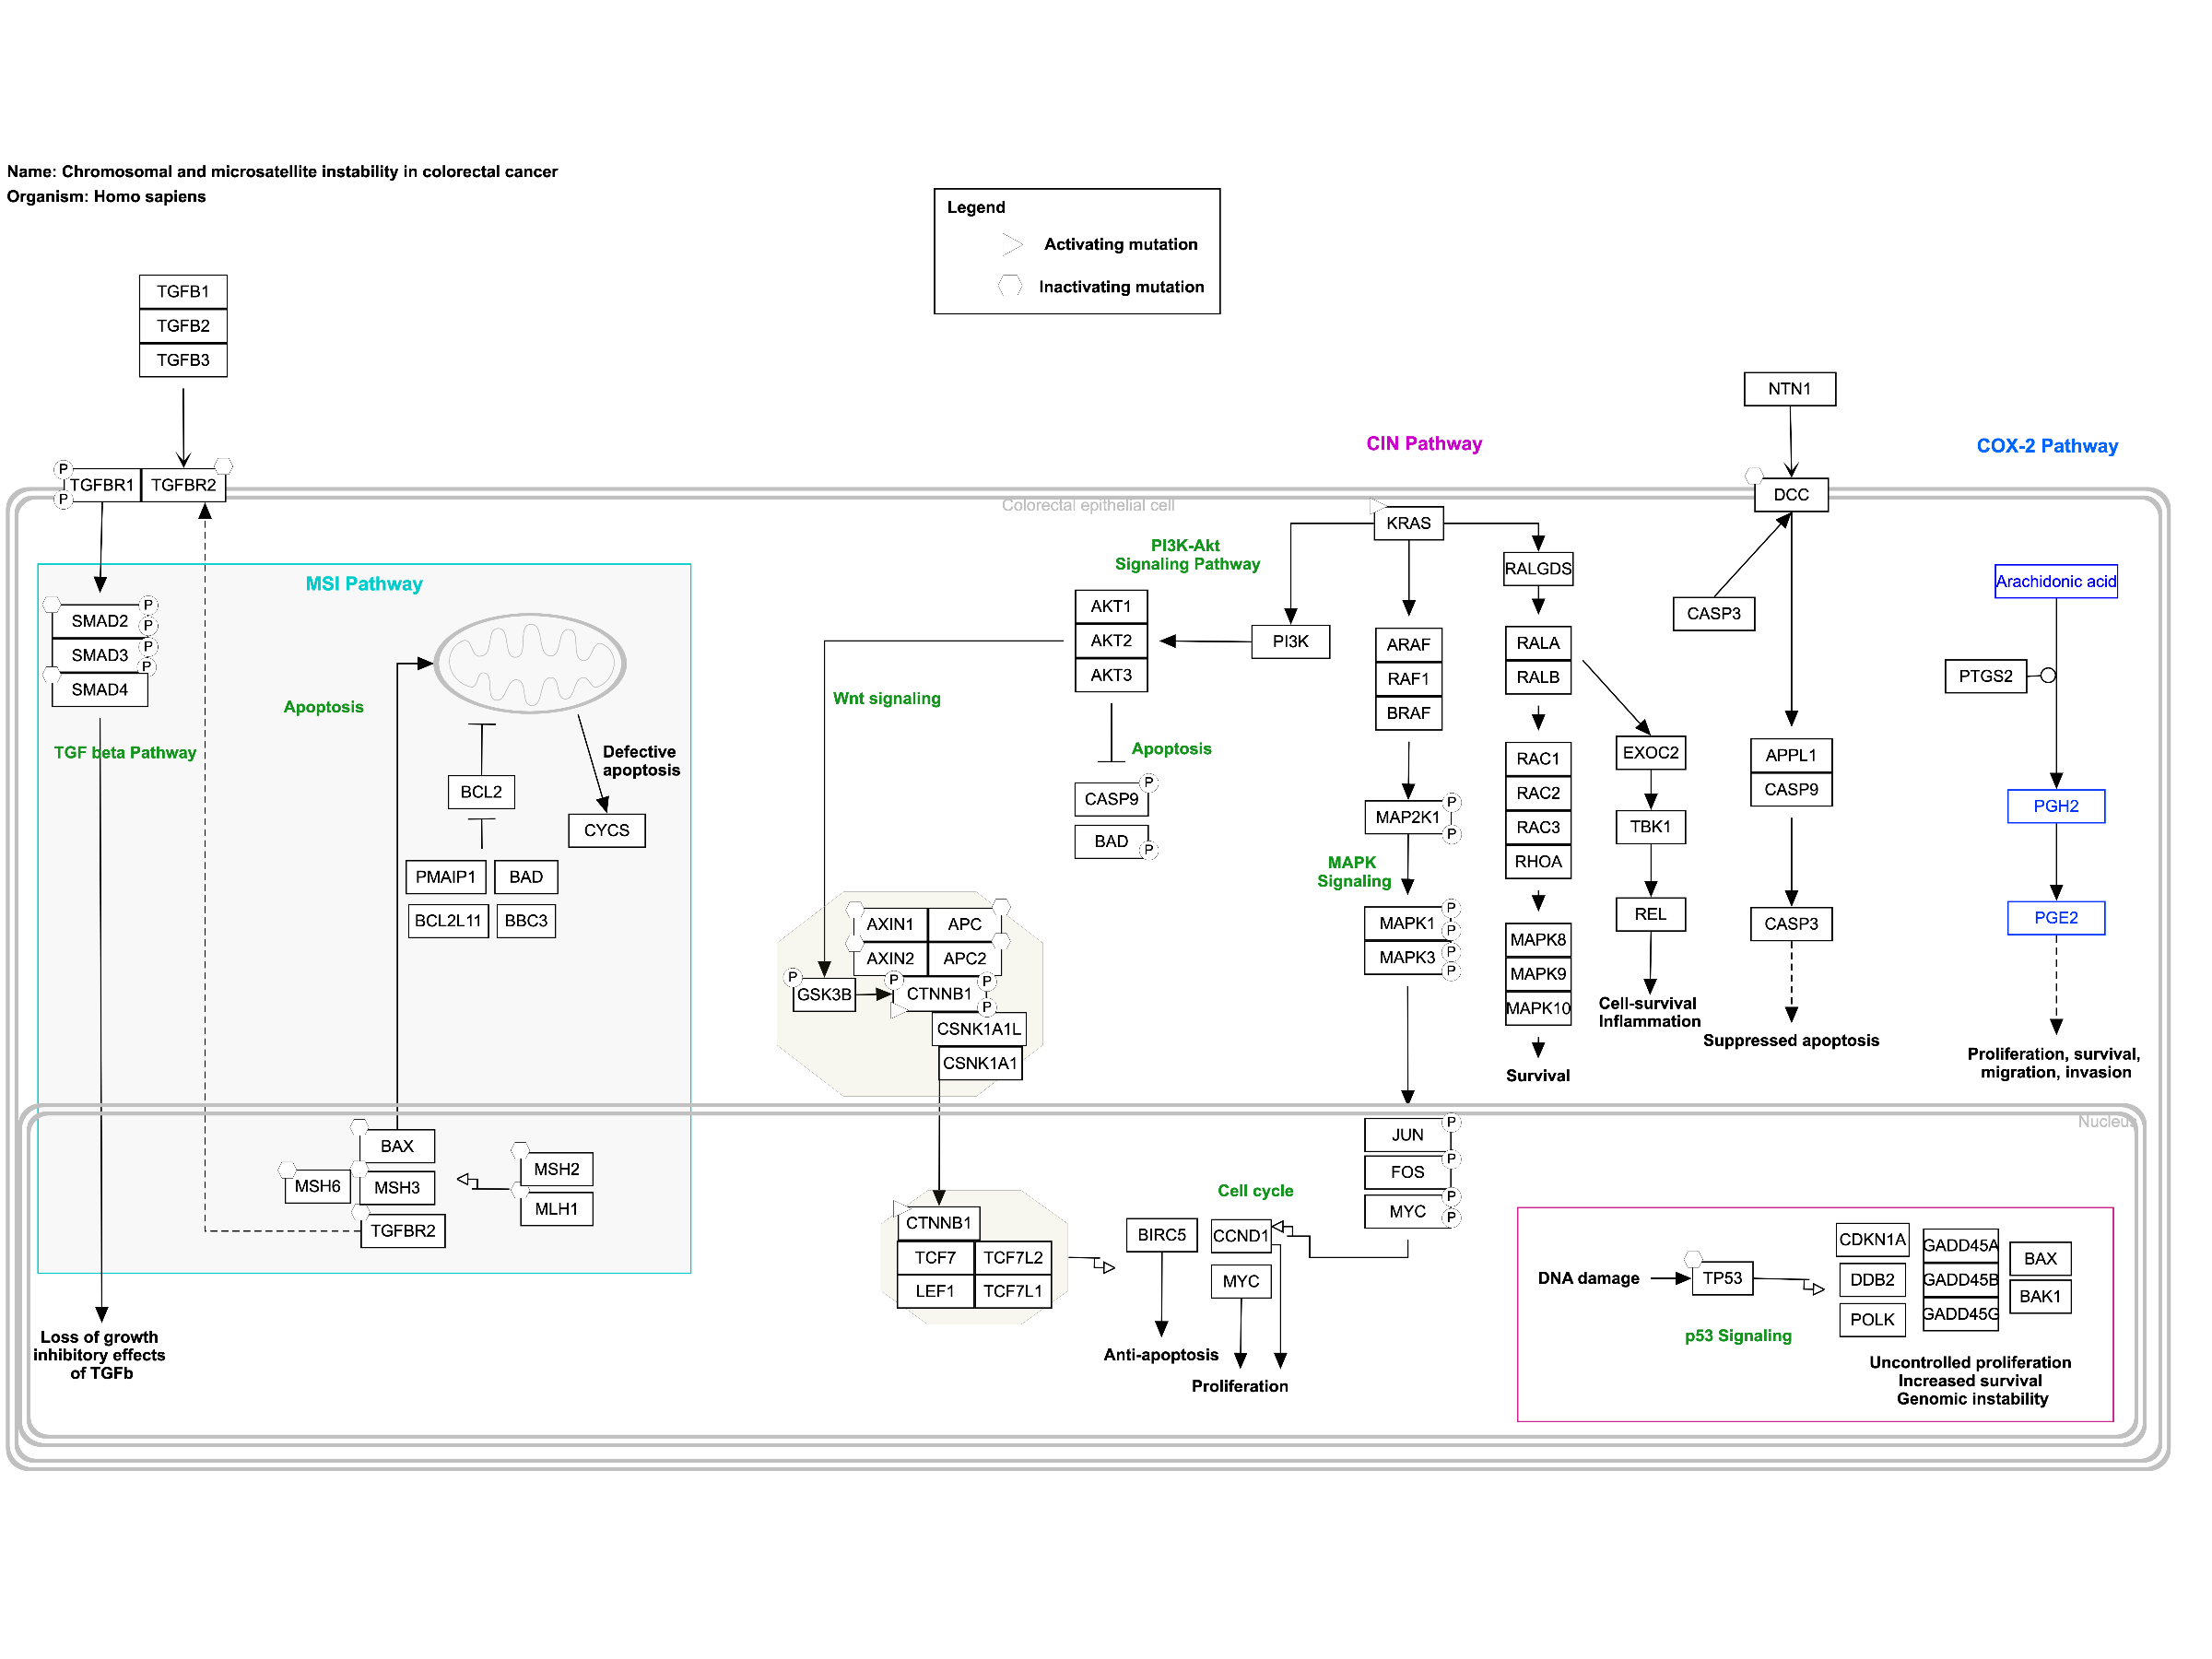 Name: Chromosomal and microsatellite instability in colorectal cancer
Organism: Homo sapiens
Legend
Activating mutation
Inactivating mutation
TGFB1
TGFB2
TGFB3
NTN1
CIN Pathway
COX-2 Pathway
P
TGFBR1
TGFBR2
P
DCC
Colorectal epithelial cell
KRAS
PI3K-Akt
Signaling Pathway
RALGDS
MSI Pathway
Arachidonic acid
SMAD2
P
P
SMAD3
P
P
SMAD4
AKT1
AKT2
AKT3
PI3K
ARAF
RAF1
BRAF
RALA
RALB
CASP3
PTGS2
Apoptosis
Wnt signaling
TGF beta Pathway
Defective
apoptosis
Apoptosis
EXOC2
RAC1
RAC2
RAC3
RHOA
APPL1
CASP9
BCL2
CYCS
CASP9
P
BAD
P
MAP2K1
P
P
TBK1
PGH2
PMAIP1
BAD
BCL2L11
BBC3
MAPK
Signaling
REL
CASP3
PGE2
AXIN1
APC
AXIN2
APC2
MAPK1
P
P
MAPK3
P
P
MAPK8
MAPK9
MAPK10
P
GSK3B
P
CTNNB1
P
P
CSNK1A1L
CSNK1A1
Cell-survival
Inflammation
Suppressed apoptosis
Survival
Proliferation, survival,
migration, invasion
Nucleus
BAX
MSH6
MSH3
TGFBR2
MSH2
MLH1
JUN
P
FOS
P
MYC
P
P
Cell cycle
CTNNB1
TCF7
TCF7L2
LEF1
TCF7L1
BIRC5
CCND1
MYC
Anti-apoptosis
Proliferation
DNA damage
TP53
p53 Signaling
CDKN1A
DDB2
POLK
GADD45A
GADD45B
GADD45G
BAX
BAK1
Uncontrolled proliferation
Increased survival
Genomic instability
Loss of growth
inhibitory effects
of TGFb